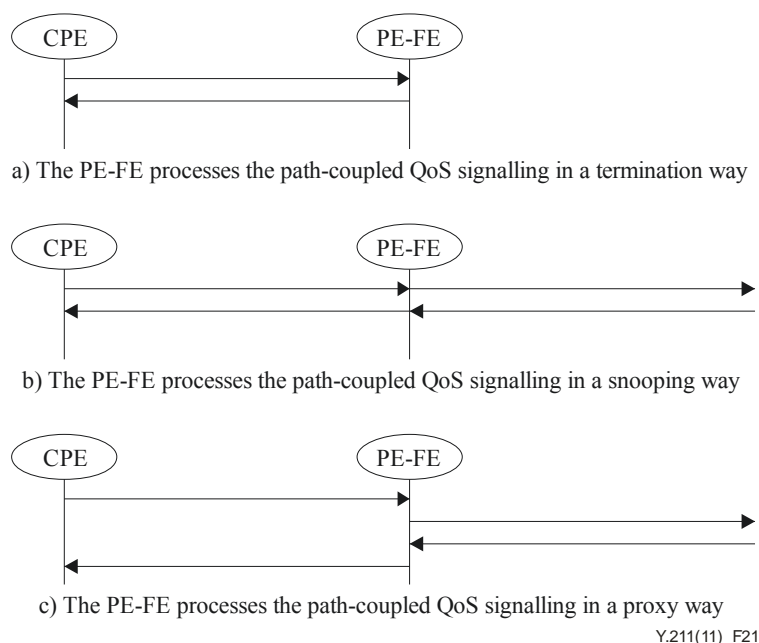 CPE PE-FE
a) The PE-FE processes the path-coupled QoS signalling in a termination way
CPE PE-FE
b) The PE-FE processes the path-coupled QoS signalling in a snooping way
CPE PE-FE
c) The PE-FE processes the path-coupled QoS signalling in a proxy way
Y.211(11)_F21